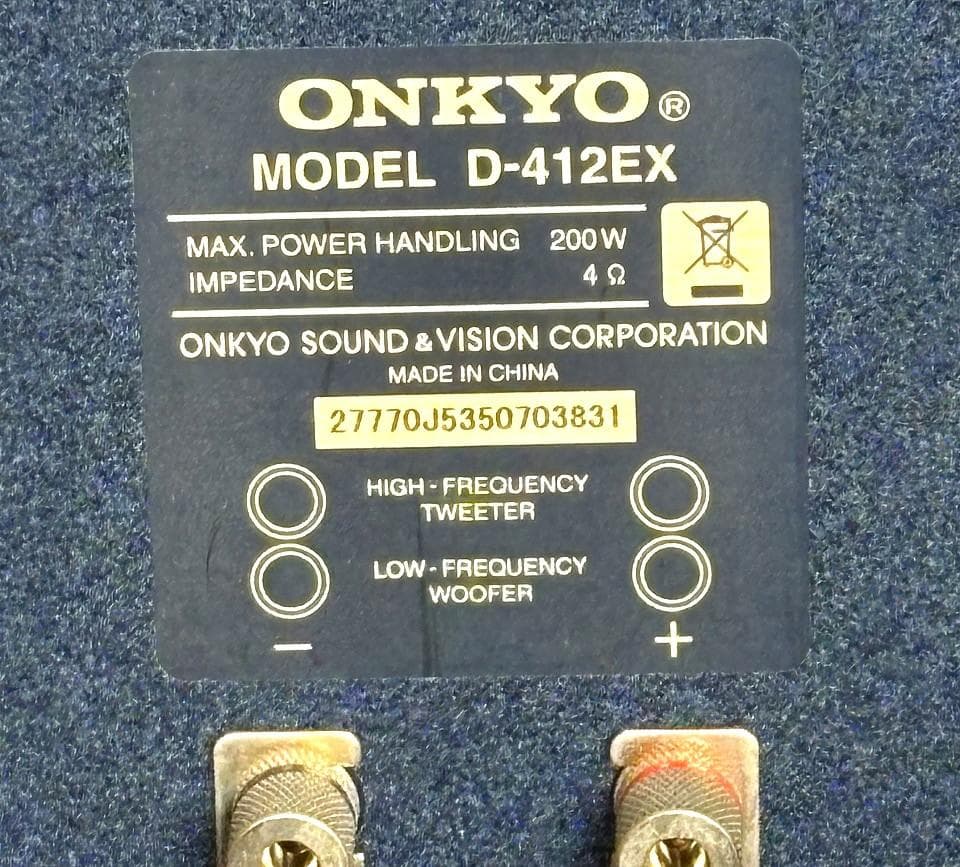 ONKYO®
MODEL D-412EX
MAX. POWER HANDLING 200W
IMPEDANCE 4 Ω
ONKYO SOUND & VISION CORPORATION
MADE IN CHINA
27770J5350703831
HIGH - FREQUENCY
TWEETER
LOW - FREQUENCY
WOOFER
− +